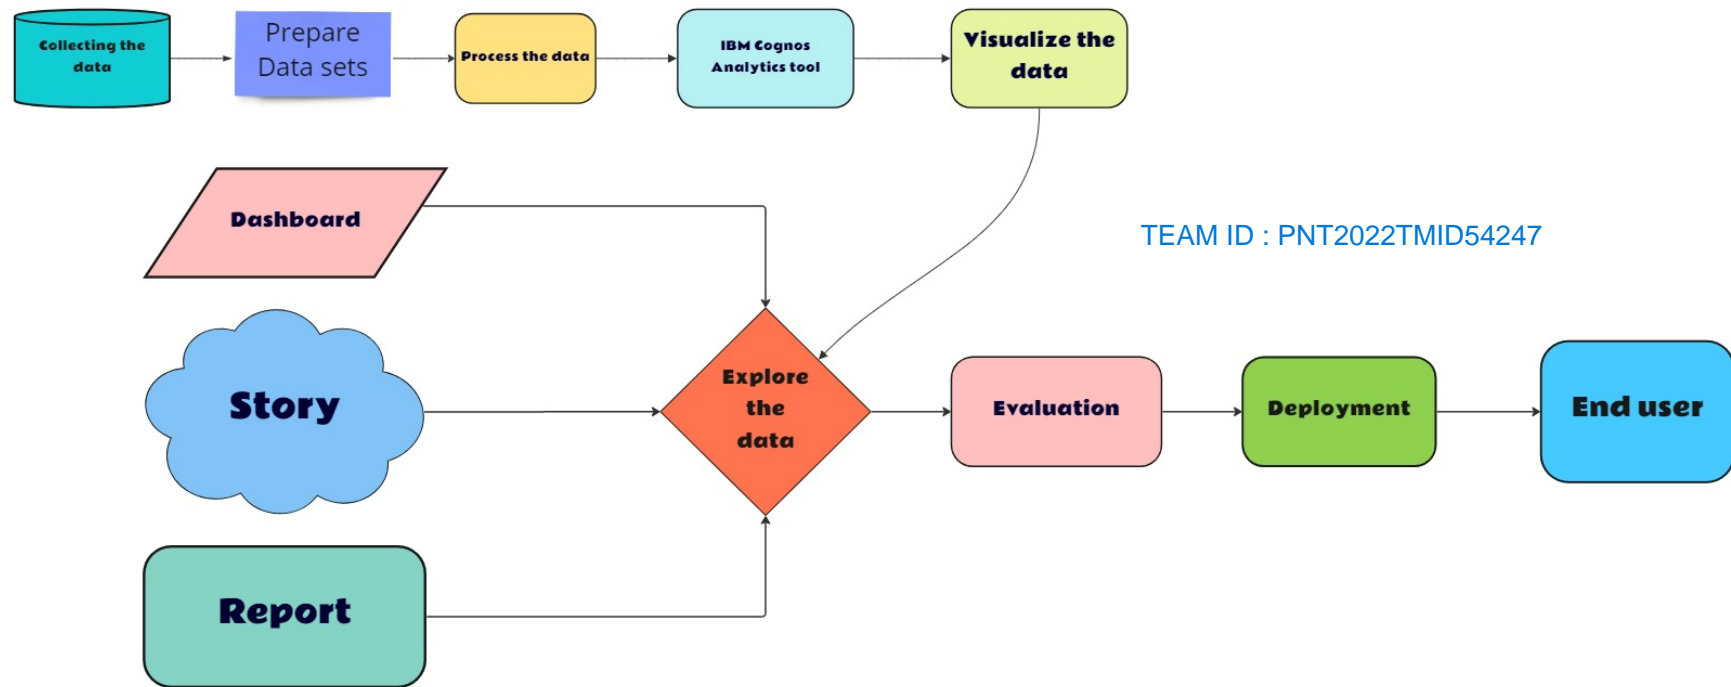 Collecting the
data
Prepare
Data sets
Process the data
IBM Cognos
Analytics tool
Visualize the
data
Dashboard
TEAM ID : PNT2022TMID54247
Story
Explore
the
data
Evaluation
Deployment
End user
Report